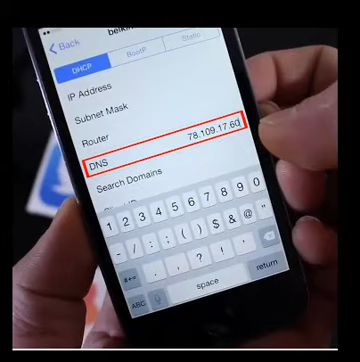 belkin
Back
DHCP BootP Static
IP Address
Subnet Mask
Router
DNS 78.109.17.60
Search Domains
1 2 3 4 5 6 7 8 9 0
- / : ; ( ) $ & @ "
#+= . , ? ! '
ABC space return